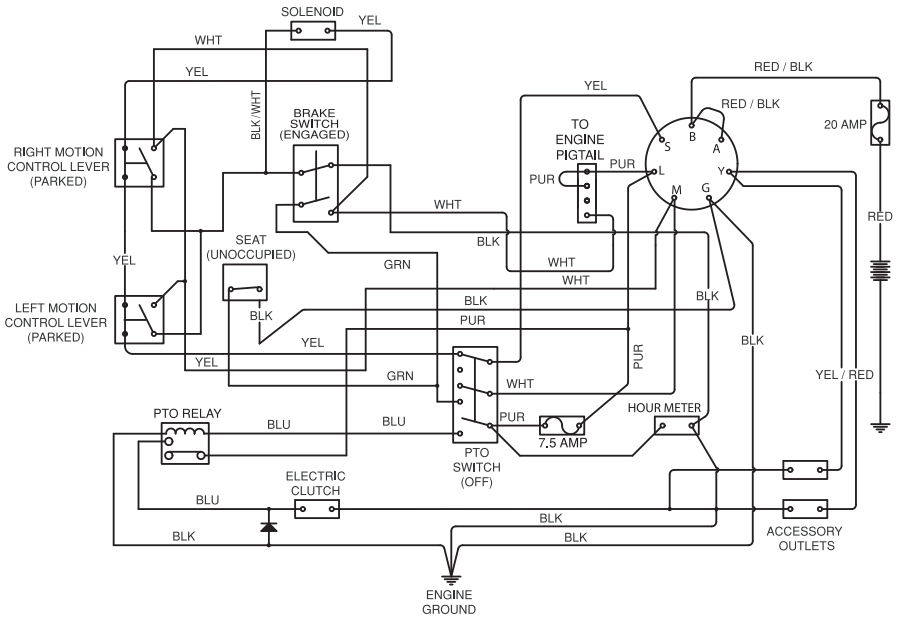 SOLENOID
YEL
WHT
YEL
RED / BLK
BLK/WHT
BRAKE
SWITCH
(ENGAGED)
YEL
RED / BLK
TO
ENGINE
PIGTAIL
B
S
A
20 AMP
RIGHT MOTION
CONTROL LEVER
(PARKED)
PUR
PUR
L
Y
M
G
WHT
RED
SEAT
(UNOCCUPIED)
BLK
YEL
GRN
WHT
WHT
BLK
BLK
BLK
LEFT MOTION
CONTROL LEVER
(PARKED)
PUR
YEL
BLK
YEL
PUR
GRN
WHT
YEL / RED
PTO RELAY
BLU
BLU
PUR
HOUR METER
7.5 AMP
PTO
SWITCH
(OFF)
ELECTRIC
CLUTCH
BLU
BLK
BLK
BLK
ACCESSORY
OUTLETS
ENGINE
GROUND